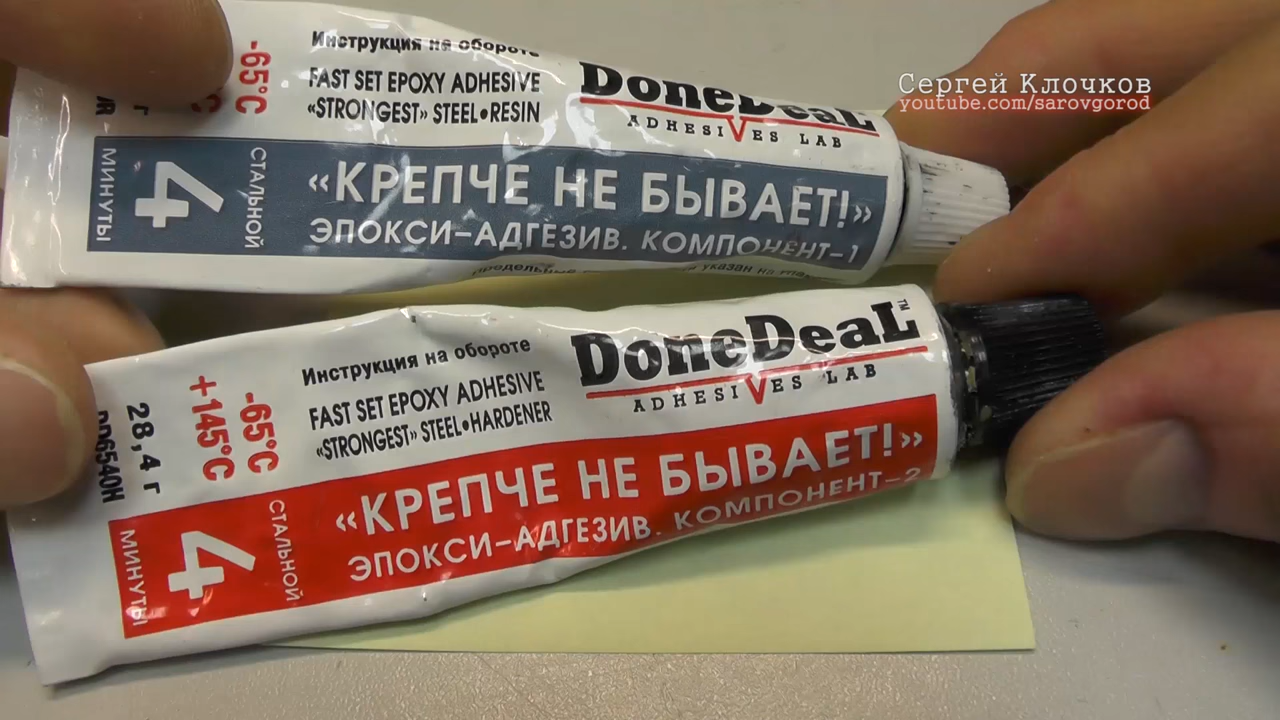 Сергей Клочков
youtube.com/sarovgorod
Инструкция на обороте
FAST SET EPOXY ADHESIVE
«STRONGEST» STEEL•RESIN
DoneDeaL
ADHESIVES LAB
-65°C
4
МИНУТЫ
СТАЛЬНОЙ
«КРЕПЧЕ НЕ БЫВАЕТ!»
ЭПОКСИ–АДГЕЗИВ. КОМПОНЕНТ–1
Инструкция на обороте
FAST SET EPOXY ADHESIVE
«STRONGEST» STEEL•HARDENER
DoneDeaL™
ADHESIVES LAB
-65°C
+145°C
28,4 г
DD6540H
4
МИНУТЫ
СТАЛЬНОЙ
«КРЕПЧЕ НЕ БЫВАЕТ!»
ЭПОКСИ–АДГЕЗИВ. КОМПОНЕНТ–2